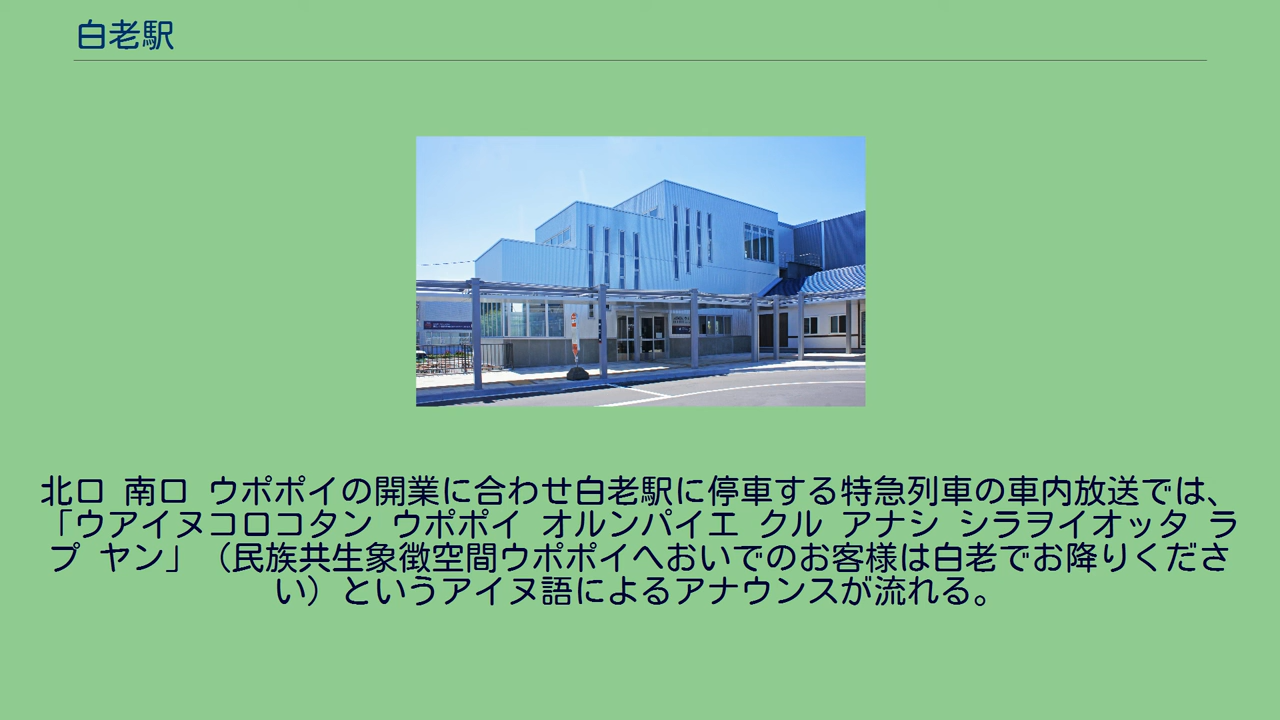 白老駅
北口 南口 ウポポイの開業に合わせ白老駅に停車する特急列車の車内放送では、
「ウアイヌコロコタン ウポポイ オルンパイエ クル アナシ シラヲイオッタ ラ
プ ヤン」（民族共生象徴空間ウポポイへおいでのお客様は白老でお降りくださ
い）というアイヌ語によるアナウンスが流れる。